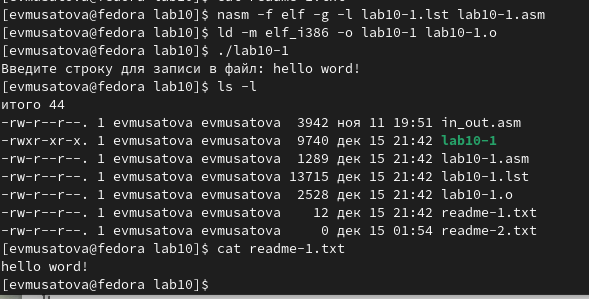 [evmusatova@fedora lab10]$ nasm -f elf -g -l lab10-1.lst lab10-1.asm
[evmusatova@fedora lab10]$ ld -m elf_i386 -o lab10-1 lab10-1.o
[evmusatova@fedora lab10]$ ./lab10-1
Введите строку для записи в файл: hello word!
[evmusatova@fedora lab10]$ ls -l
итого 44
-rw-r--r--. 1 evmusatova evmusatova  3942 ноя 11 19:51 in_out.asm
-rwxr-xr-x. 1 evmusatova evmusatova  9740 дек 15 21:42 lab10-1
-rw-r--r--. 1 evmusatova evmusatova  1289 дек 15 21:42 lab10-1.asm
-rw-r--r--. 1 evmusatova evmusatova 13715 дек 15 21:42 lab10-1.lst
-rw-r--r--. 1 evmusatova evmusatova  2528 дек 15 21:42 lab10-1.o
-rw-r--r--. 1 evmusatova evmusatova    12 дек 15 21:42 readme-1.txt
-rw-r--r--. 1 evmusatova evmusatova     0 дек 15 01:54 readme-2.txt
[evmusatova@fedora lab10]$ cat readme-1.txt
hello word!
[evmusatova@fedora lab10]$